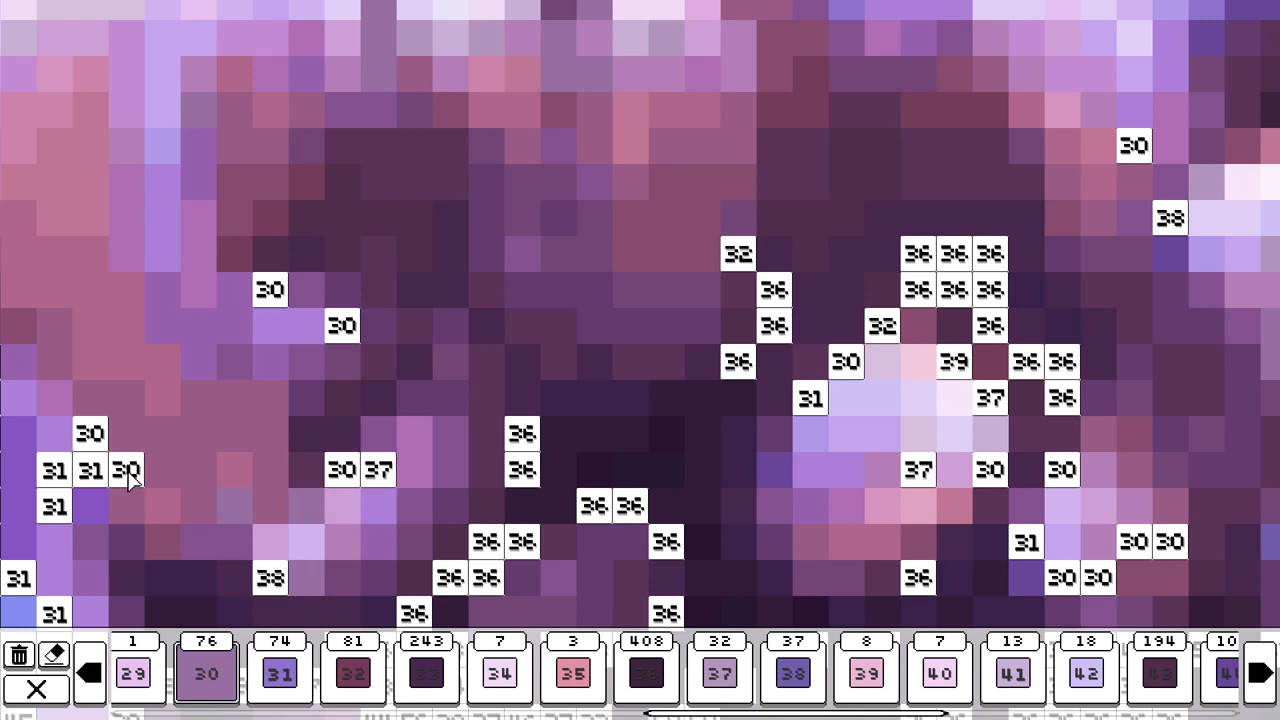 30
38
32 36 36 36
30 36 36 36 36
30 36 32 36
36 30 39 36 36
31 37 36
30 36
31 31 30 30 37 36 37 30 30
31 36 36
36 36 36 31 30 30
31 38 36 36 36 30 30
31 36 36
1 76 74 81 243 7 3 408 32 37 8 7 13 18 194 10
29 30 31 32 33 34 35 36 37 38 39 40 41 42 43